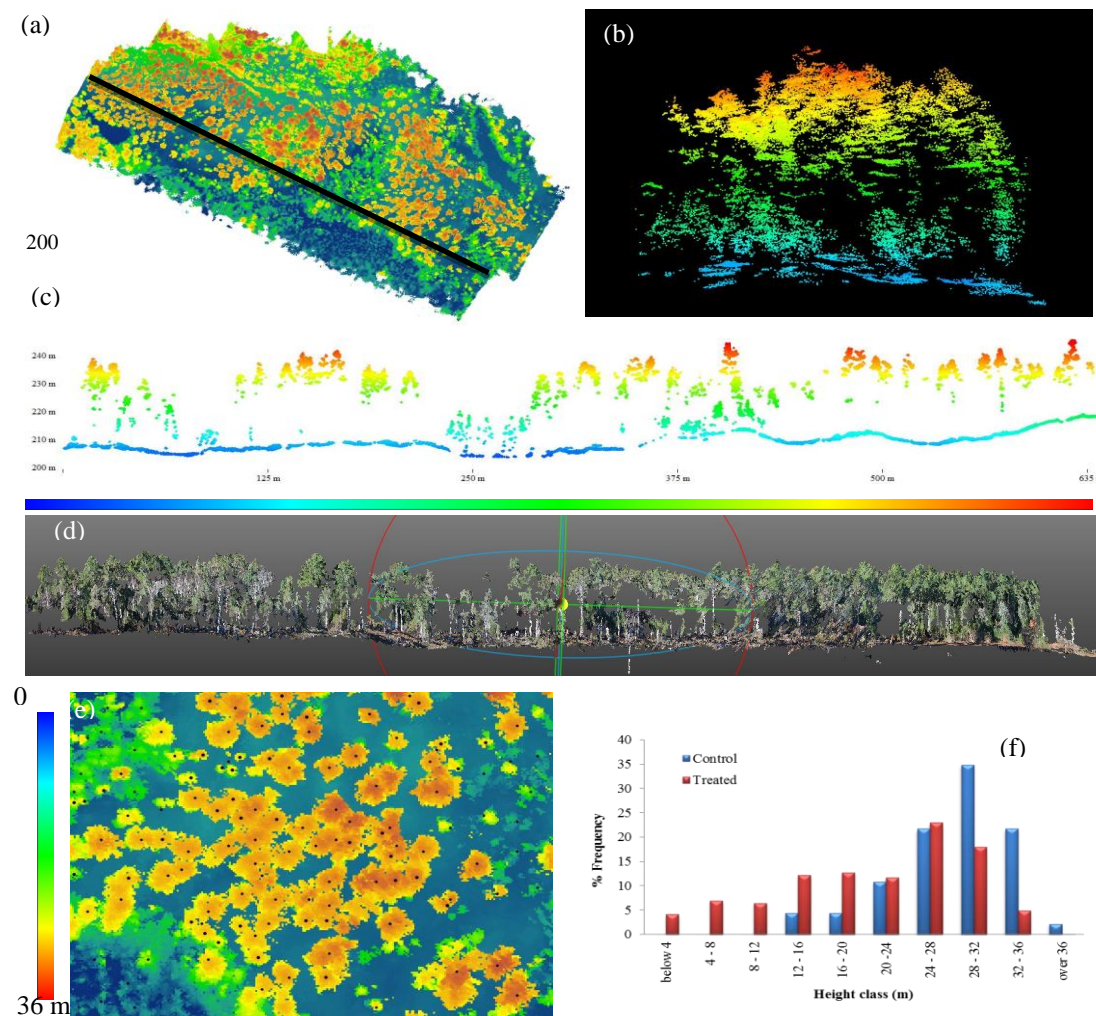 (a)
(b)
200
(c)
240 m
230 m
220 m
210 m
200 m
125 m
250 m
375 m
500 m
635
(d)
0
(e)
36 m
(f)
40
35
30
25
20
15
10
5
0
% Frequency
Control
Treated
below 4
4 - 8
8 - 12
12 - 16
16 - 20
20 -24
24 - 28
28 - 32
32 - 36
over 36
Height class (m)